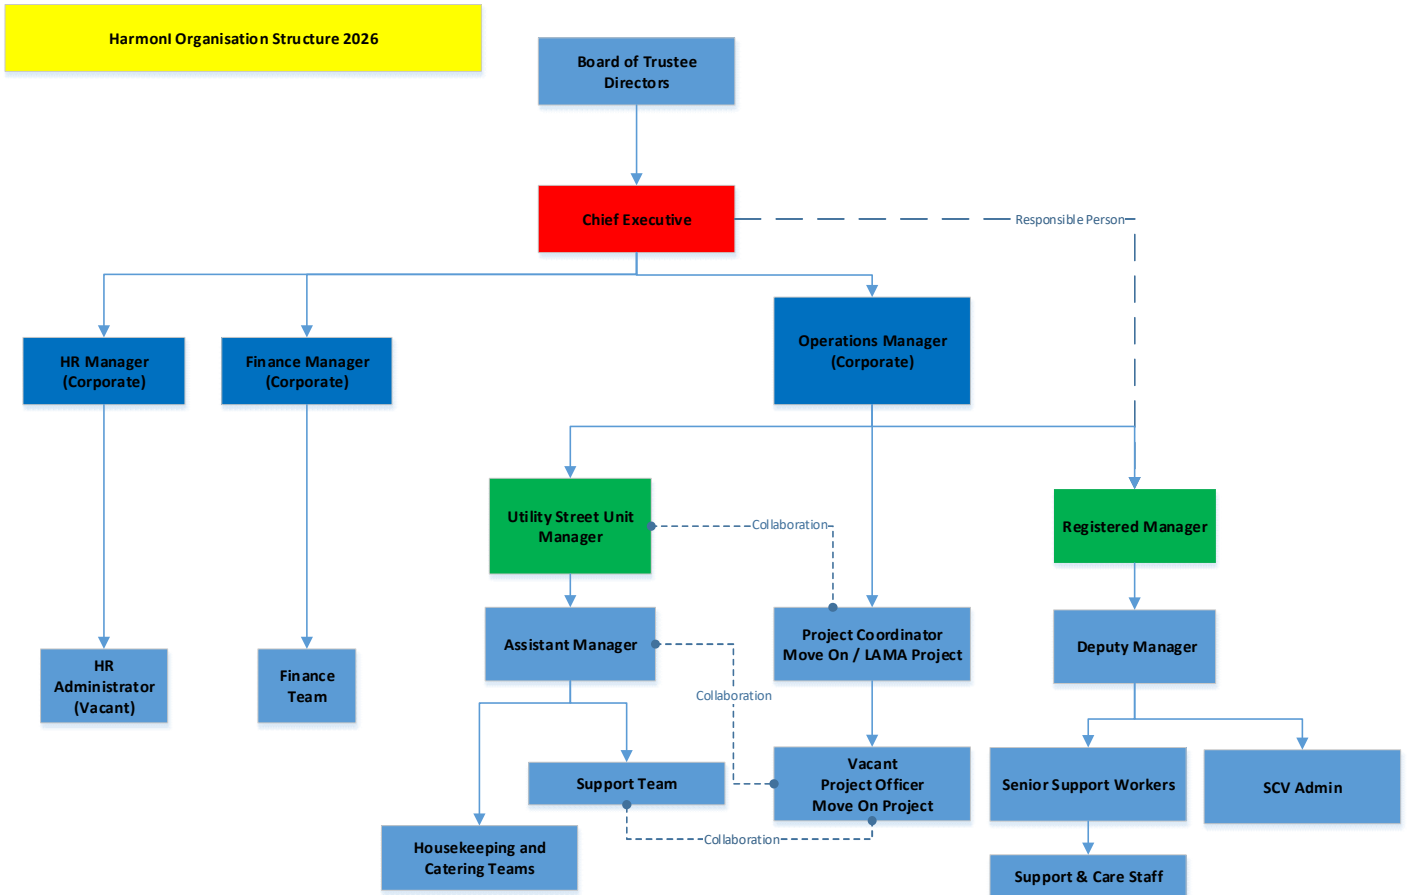 HarmonI Organisation Structure 2026
Board of Trustee
Directors
Chief Executive
Responsible Person
HR Manager
(Corporate)
Finance Manager
(Corporate)
Operations Manager
(Corporate)
Utility Street Unit
Manager
Collaboration
Registered Manager
Assistant Manager
Project Coordinator
Move On / LAMA Project
Deputy Manager
HR
Administrator
(Vacant)
Finance
Team
Collaboration
Support Team
Vacant
Project Officer
Move On Project
Senior Support Workers
SCV Admin
Collaboration
Housekeeping and
Catering Teams
Support & Care Staff